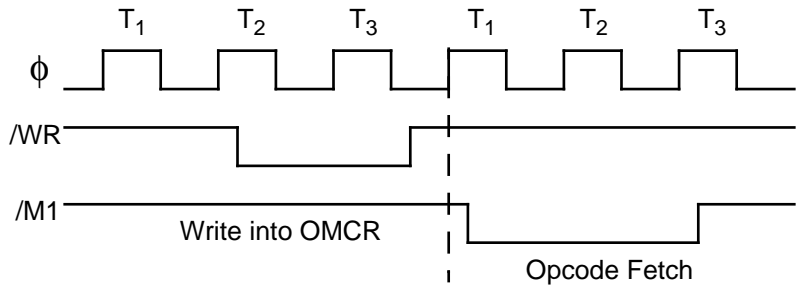 T1 T2 T3 T1 T2 T3
ϕ
/WR
/M1
Write into OMCR
Opcode Fetch